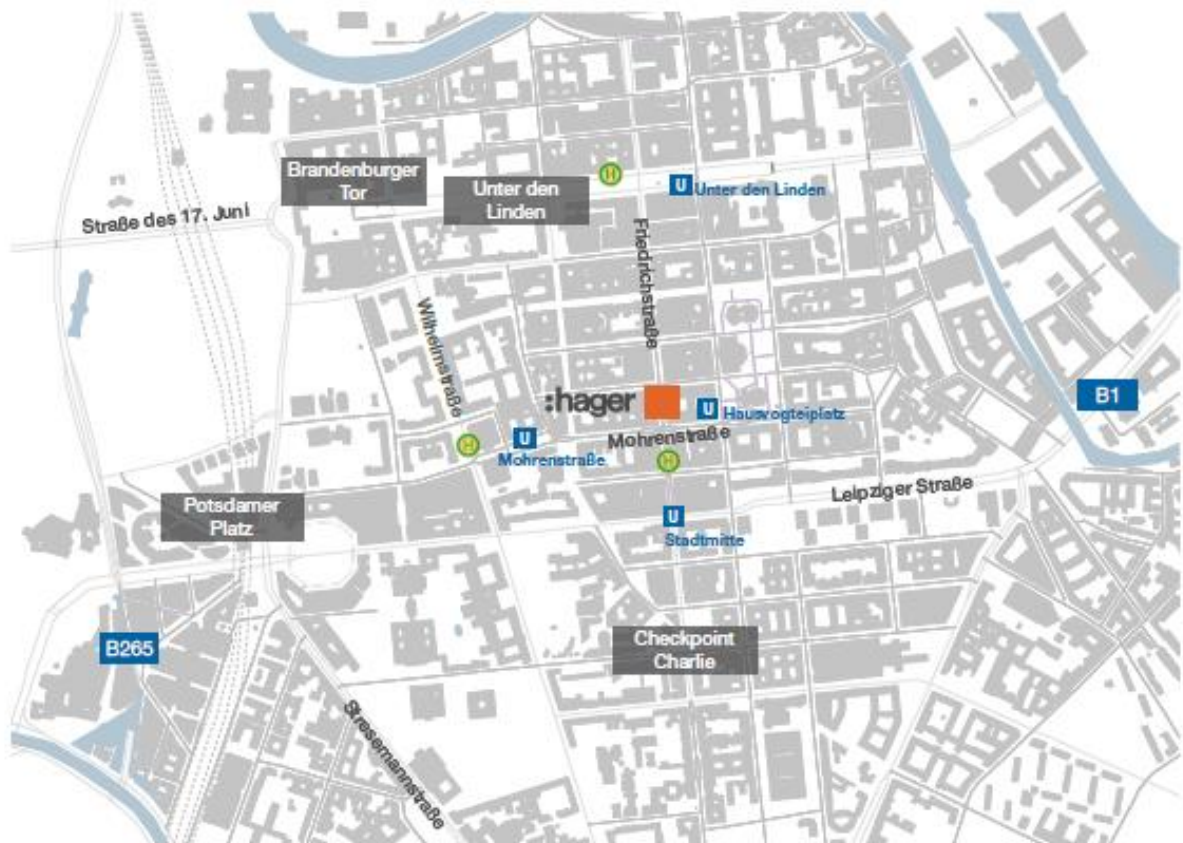 Brandenburger
Tor
Unter den
Linden
H
U Unter den Linden
Straße des 17. Juni
Friedrichstraße
Wilhelmstraße
:hager
U Hausvogteiplatz
B1
Mohrenstraße
H
U
Mohrenstraße
H
Leipziger Straße
Potsdamer
Platz
U
Stadtmitte
B265
Checkpoint
Charlie
Stresemannstraße